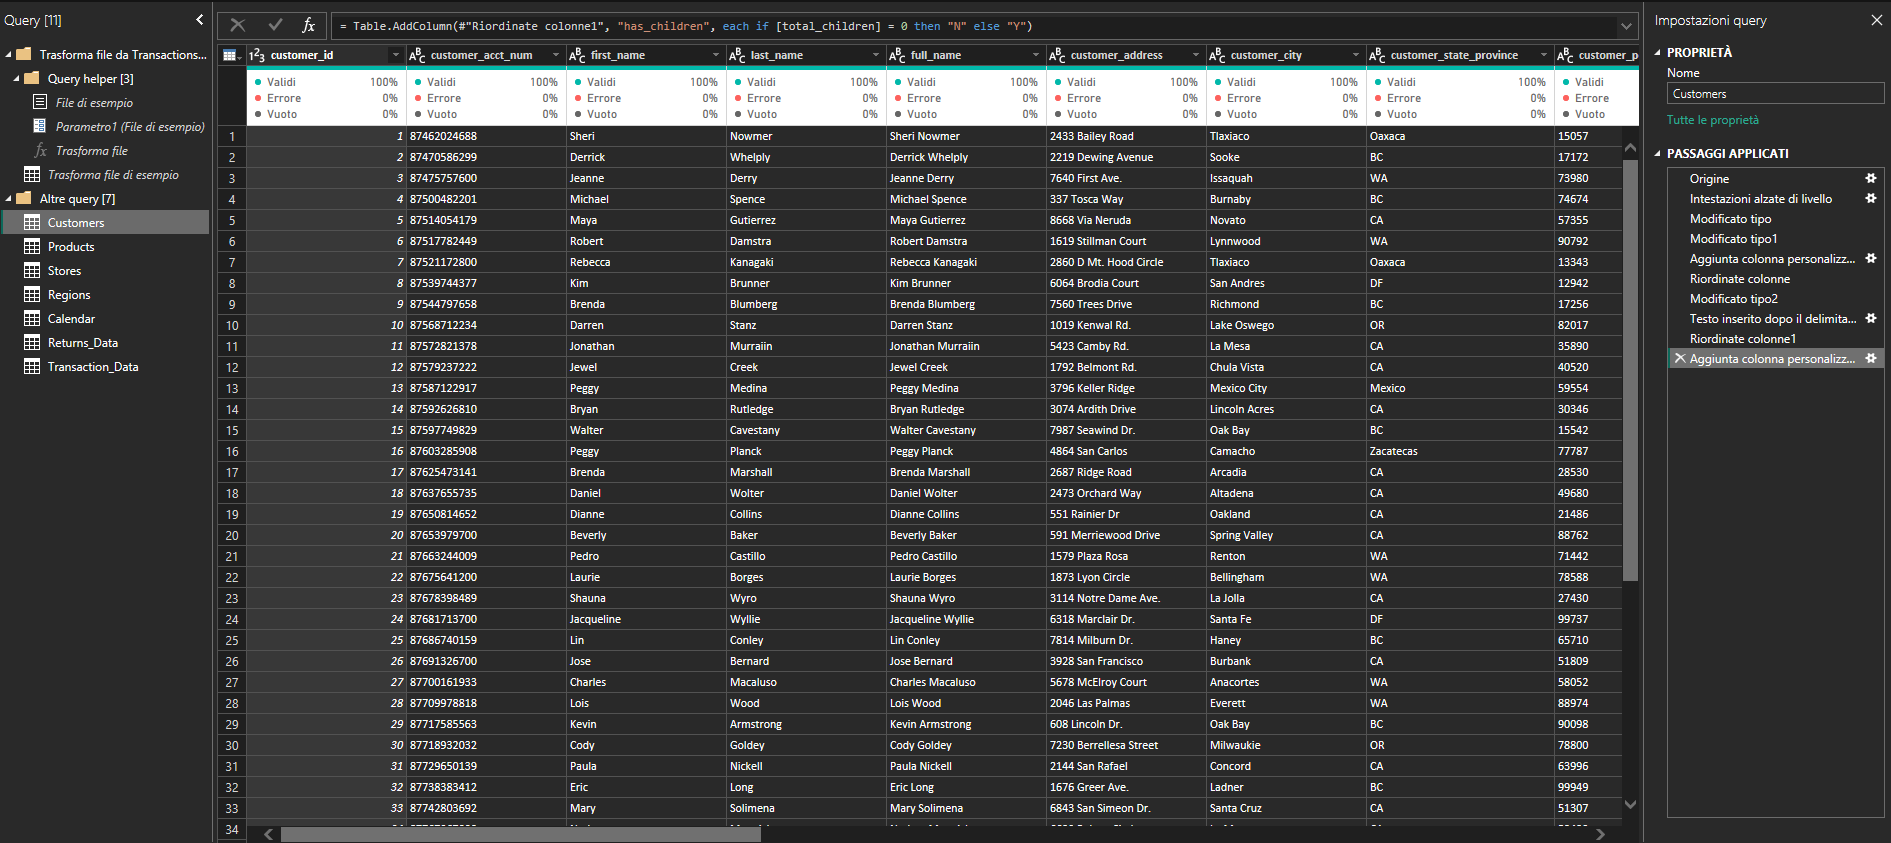 Query [11]
Trasforma file da Transactions...
Query helper [3]
File di esempio
Parametro1 (File di esempio)
fx Trasforma file
Trasforma file di esempio
Altre query [7]
Customers
Products
Stores
Regions
Calendar
Returns_Data
Transaction_Data
fx = Table.AddColumn(#"Riordinate colonne1", "has_children", each if [total_children] = 0 then "N" else "Y")
1²3 customer_id ABC customer_acct_num ABC first_name ABC last_name ABC full_name ABC customer_address ABC customer_city ABC customer_state_province ABC customer_p
Validi 100% Validi 100% Validi 100% Validi 100% Validi 100% Validi 100% Validi 100% Validi 100% Validi
Errore 0% Errore 0% Errore 0% Errore 0% Errore 0% Errore 0% Errore 0% Errore 0% Errore
Vuoto 0% Vuoto 0% Vuoto 0% Vuoto 0% Vuoto 0% Vuoto 0% Vuoto 0% Vuoto 0% Vuoto
1 1 87462024688 Sheri Nowmer Sheri Nowmer 2433 Bailey Road Tlaxiaco Oaxaca 15057
2 2 87470586299 Derrick Whelply Derrick Whelply 2219 Dewing Avenue Sooke BC 17172
3 3 87475757600 Jeanne Derry Jeanne Derry 7640 First Ave. Issaquah WA 73980
4 4 87500482201 Michael Spence Michael Spence 337 Tosca Way Burnaby BC 74674
5 5 87514054179 Maya Gutierrez Maya Gutierrez 8668 Via Neruda Novato CA 57355
6 6 87517782449 Robert Damstra Robert Damstra 1619 Stillman Court Lynnwood WA 90792
7 7 87521172800 Rebecca Kanagaki Rebecca Kanagaki 2860 D Mt. Hood Circle Tlaxiaco Oaxaca 13343
8 8 87539744377 Kim Brunner Kim Brunner 6064 Brodia Court San Andres DF 12942
9 9 87544797658 Brenda Blumberg Brenda Blumberg 7560 Trees Drive Richmond BC 17256
10 10 87568712234 Darren Stanz Darren Stanz 1019 Kenwal Rd. Lake Oswego OR 82017
11 11 87572821378 Jonathan Murraiin Jonathan Murraiin 5423 Camby Rd. La Mesa CA 35890
12 12 87579237222 Jewel Creek Jewel Creek 1792 Belmont Rd. Chula Vista CA 40520
13 13 87587122917 Peggy Medina Peggy Medina 3796 Keller Ridge Mexico City Mexico 59554
14 14 87592626810 Bryan Rutledge Bryan Rutledge 3074 Ardith Drive Lincoln Acres CA 30346
15 15 87597749829 Walter Cavestany Walter Cavestany 7987 Seawind Dr. Oak Bay BC 15542
16 16 87603285908 Peggy Planck Peggy Planck 4864 San Carlos Camacho Zacatecas 77787
17 17 87625473141 Brenda Marshall Brenda Marshall 2687 Ridge Road Arcadia CA 28530
18 18 87637655735 Daniel Wolter Daniel Wolter 2473 Orchard Way Altadena CA 49680
19 19 87650814652 Dianne Collins Dianne Collins 551 Rainier Dr Oakland CA 21486
20 20 87653979700 Beverly Baker Beverly Baker 591 Merriewood Drive Spring Valley CA 88762
21 21 87663244009 Pedro Castillo Pedro Castillo 1579 Plaza Rosa Renton WA 71442
22 22 87675641200 Laurie Borges Laurie Borges 1873 Lyon Circle Bellingham WA 78588
23 23 87678398489 Shauna Wyro Shauna Wyro 3114 Notre Dame Ave. La Jolla CA 27430
24 24 87681713700 Jacqueline Wyllie Jacqueline Wyllie 6318 Marclair Dr. Santa Fe DF 99737
25 25 87686740159 Lin Conley Lin Conley 7814 Milburn Dr. Haney BC 65710
26 26 87691326700 Jose Bernard Jose Bernard 3928 San Francisco Burbank CA 51809
27 27 87700161933 Charles Macaluso Charles Macaluso 5678 McElroy Court Anacortes WA 58052
28 28 87709978818 Lois Wood Lois Wood 2046 Las Palmas Everett WA 88974
29 29 87717585563 Kevin Armstrong Kevin Armstrong 608 Lincoln Dr. Oak Bay BC 90098
30 30 87718932032 Cody Goldey Cody Goldey 7230 Berrellesa Street Milwaukie OR 78800
31 31 87729650139 Paula Nickell Paula Nickell 2144 San Rafael Concord CA 63996
32 32 87738383412 Eric Long Eric Long 1676 Greer Ave. Ladner BC 99949
33 33 87742803692 Mary Solimena Mary Solimena 6843 San Simeon Dr. Santa Cruz CA 51307
34
Impostazioni query
PROPRIETÀ
Nome
Customers
Tutte le proprietà
PASSAGGI APPLICATI
Origine
Intestazioni alzate di livello
Modificato tipo
Modificato tipo1
Aggiunta colonna personalizz...
Riordinate colonne
Modificato tipo2
Testo inserito dopo il delimita...
Riordinate colonne1
Aggiunta colonna personalizz...